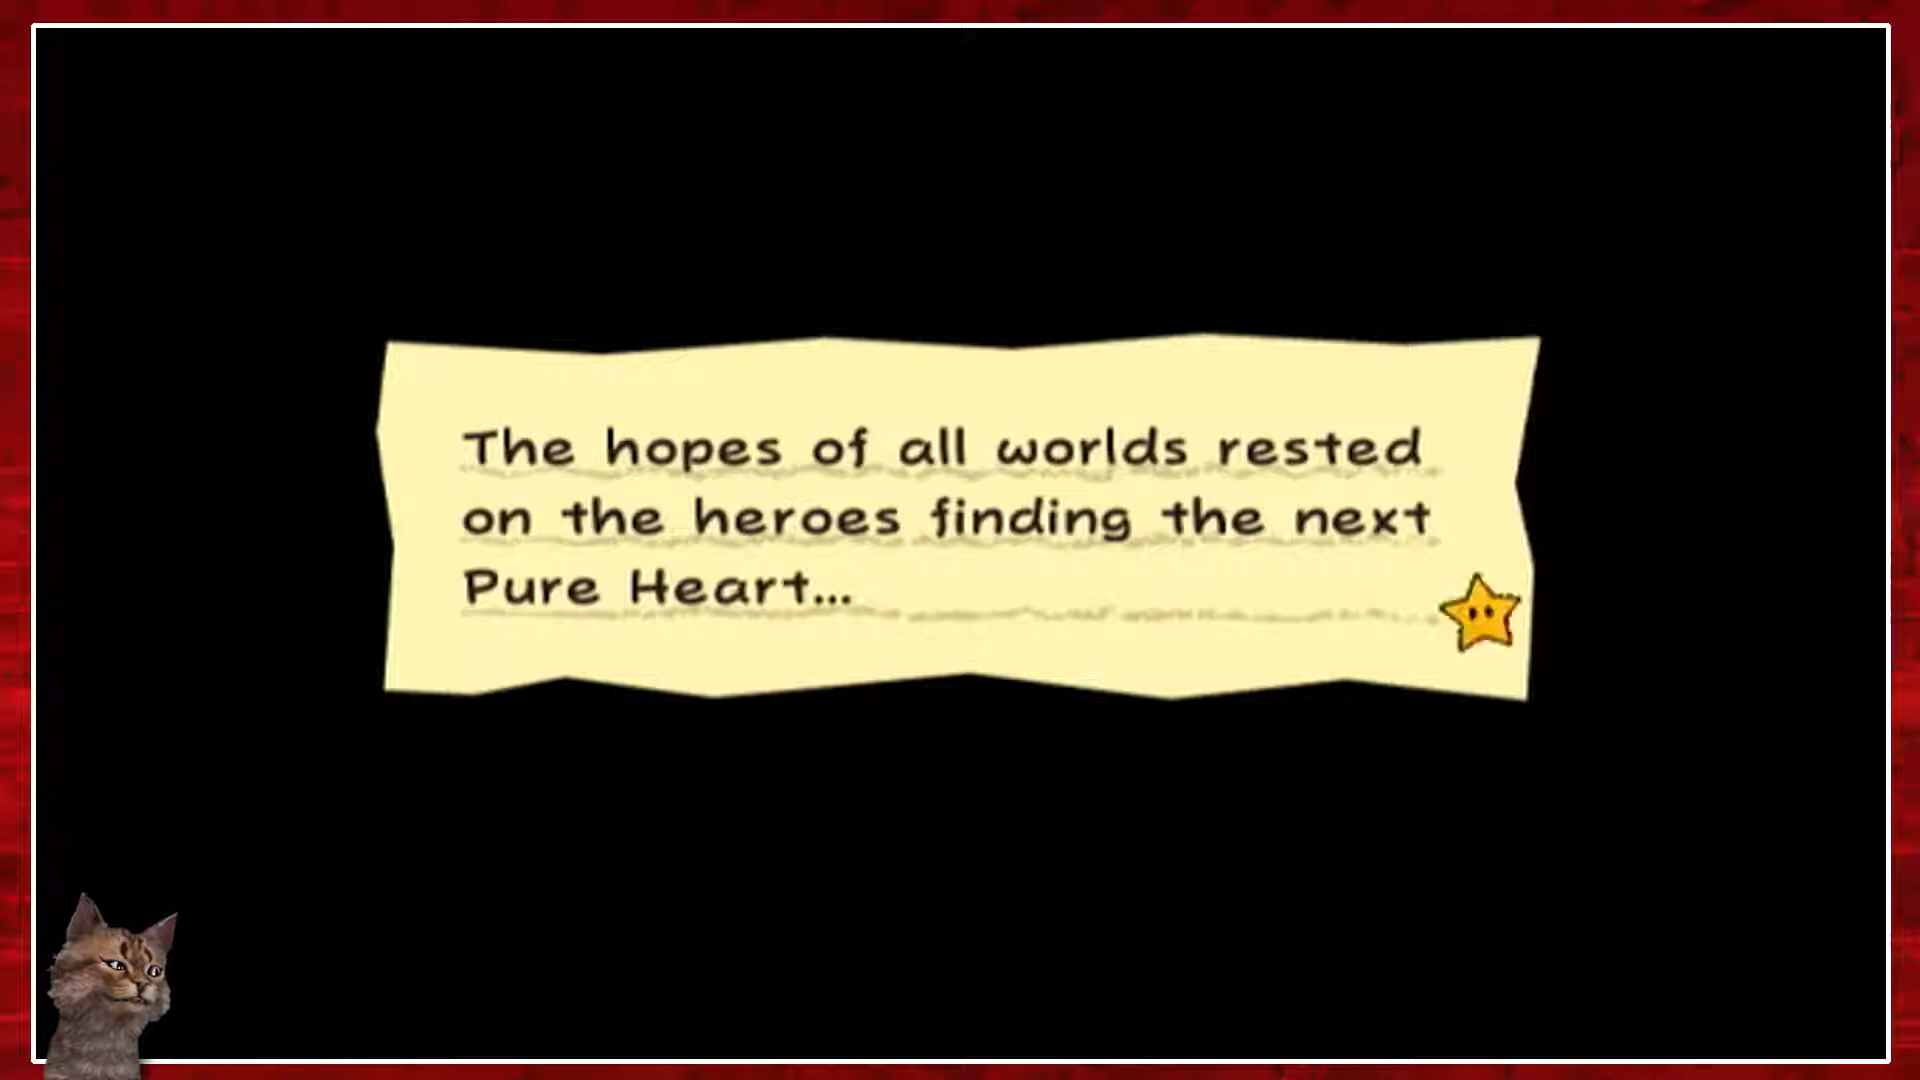 The hopes of all worlds rested
on the heroes finding the next
Pure Heart...